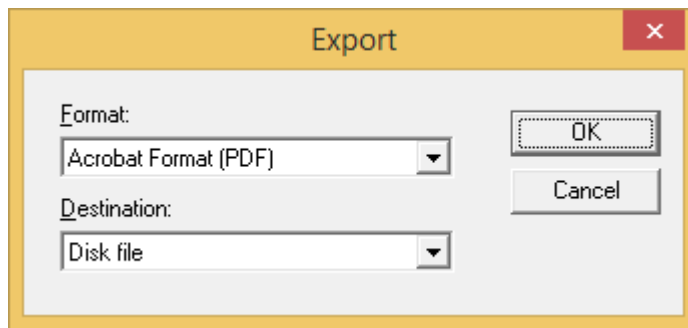 Export
Format:
Acrobat Format (PDF)
OK
Cancel
Destination:
Disk file